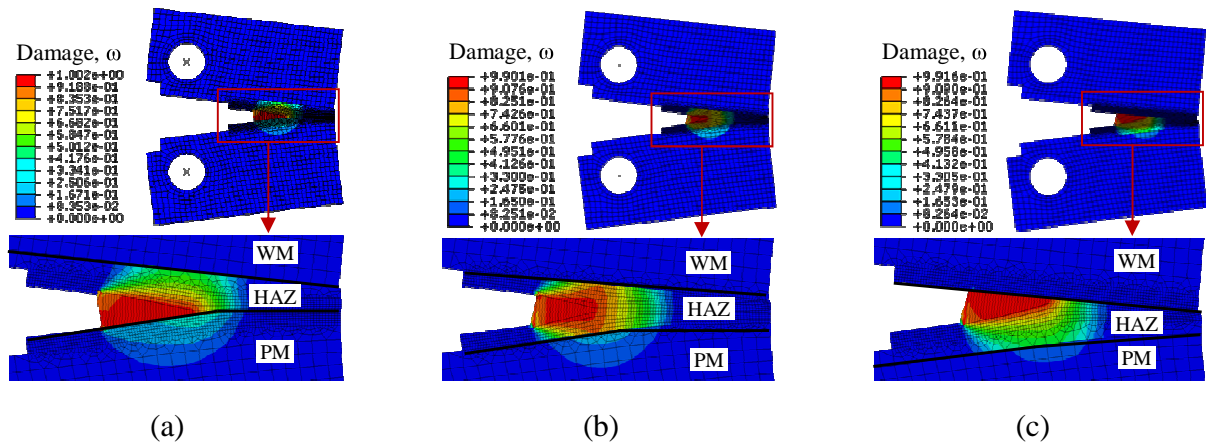 Damage, ω
+1.002e+00
+9.188e-01
+8.353e-01
+7.517e-01
+6.682e-01
+5.847e-01
+5.012e-01
+4.176e-01
+3.341e-01
+2.506e-01
+1.671e-01
+8.353e-02
+0.000e+00
WM
HAZ
PM
(a)
Damage, ω
+9.901e-01
+9.076e-01
+8.251e-01
+7.426e-01
+6.601e-01
+5.776e-01
+4.951e-01
+4.126e-01
+3.300e-01
+2.475e-01
+1.650e-01
+8.251e-02
+0.000e+00
WM
HAZ
PM
(b)
Damage, ω
+9.916e-01
+9.090e-01
+8.264e-01
+7.437e-01
+6.611e-01
+5.784e-01
+4.958e-01
+4.132e-01
+3.305e-01
+2.479e-01
+1.653e-01
+8.264e-02
+0.000e+00
WM
HAZ
PM
(c)